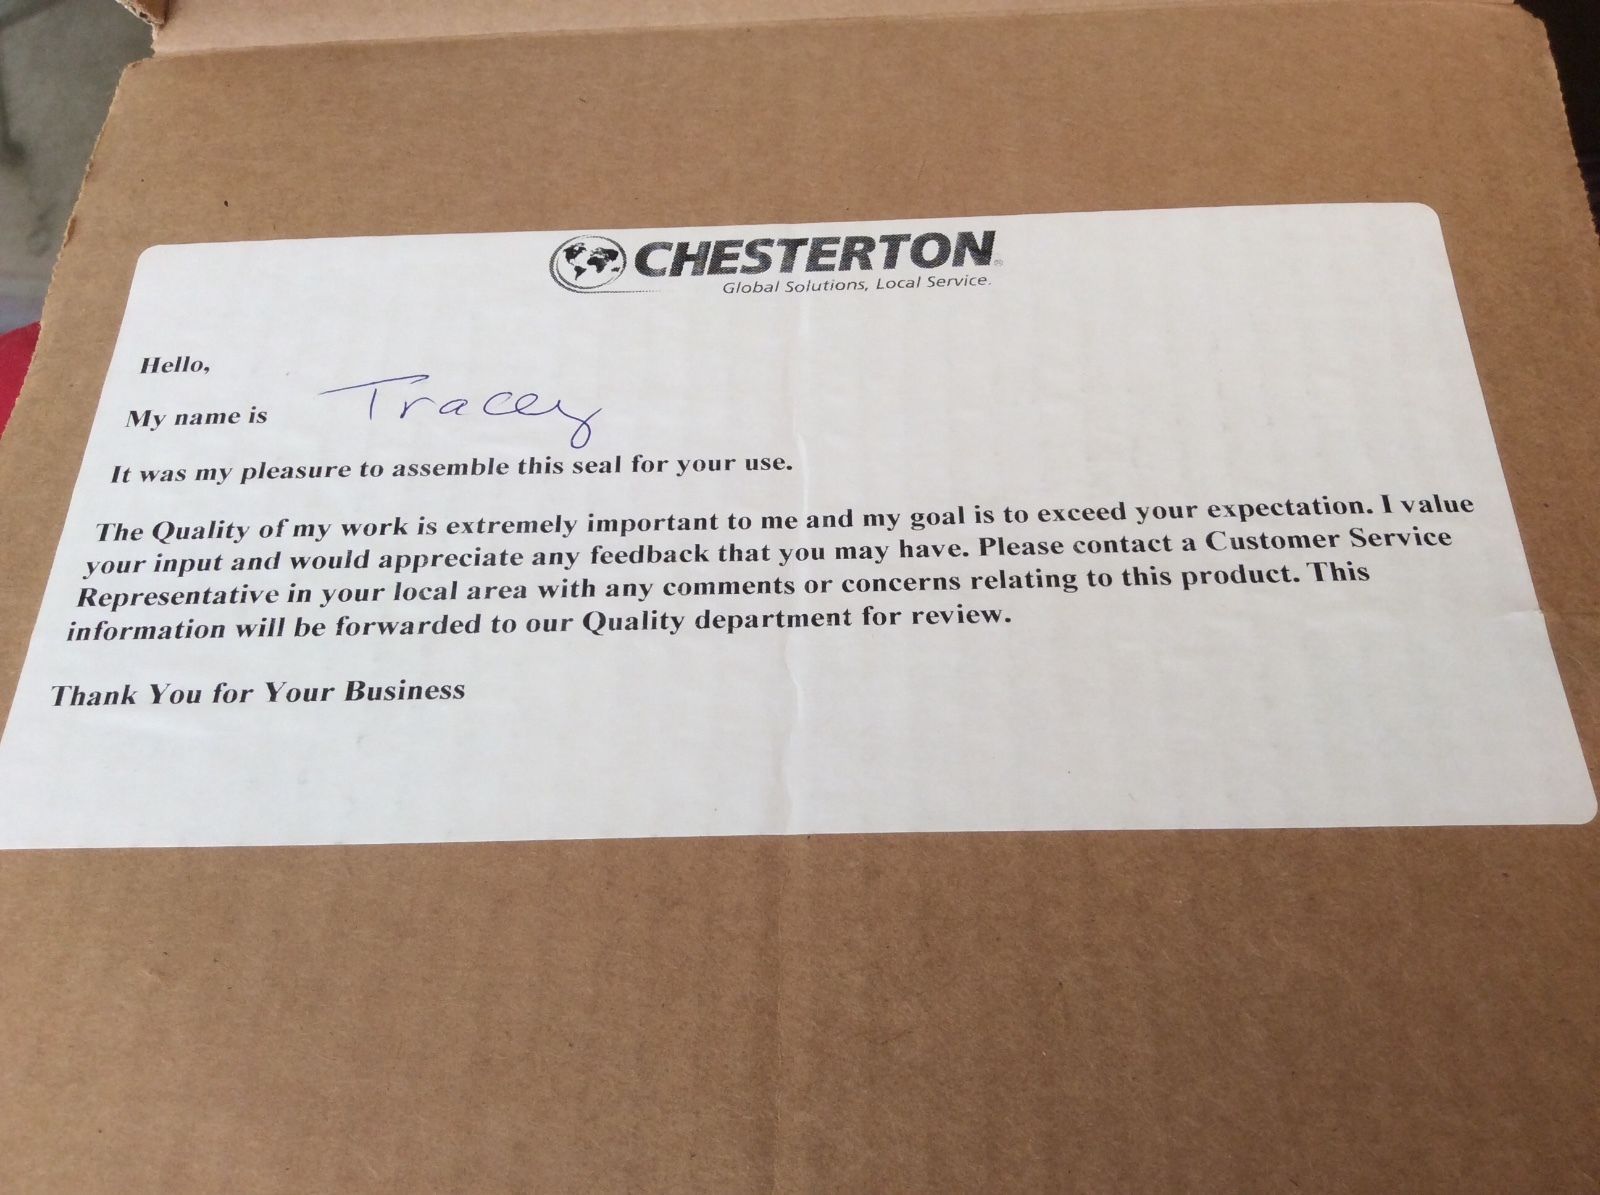 CHESTERTON®
Global Solutions, Local Service.
Hello,
My name is Tracey
It was my pleasure to assemble this seal for your use.
The Quality of my work is extremely important to me and my goal is to exceed your expectation. I value
your input and would appreciate any feedback that you may have. Please contact a Customer Service
Representative in your local area with any comments or concerns relating to this product. This
information will be forwarded to our Quality department for review.
Thank You for Your Business